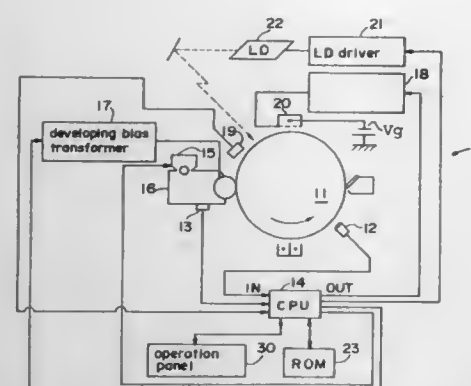 22
21
LD
LD driver
18
17
19
20
Vg
developing bias
transformer
15
16
11
13
12
IN
14
OUT
CPU
operation
panel
30
ROM
23